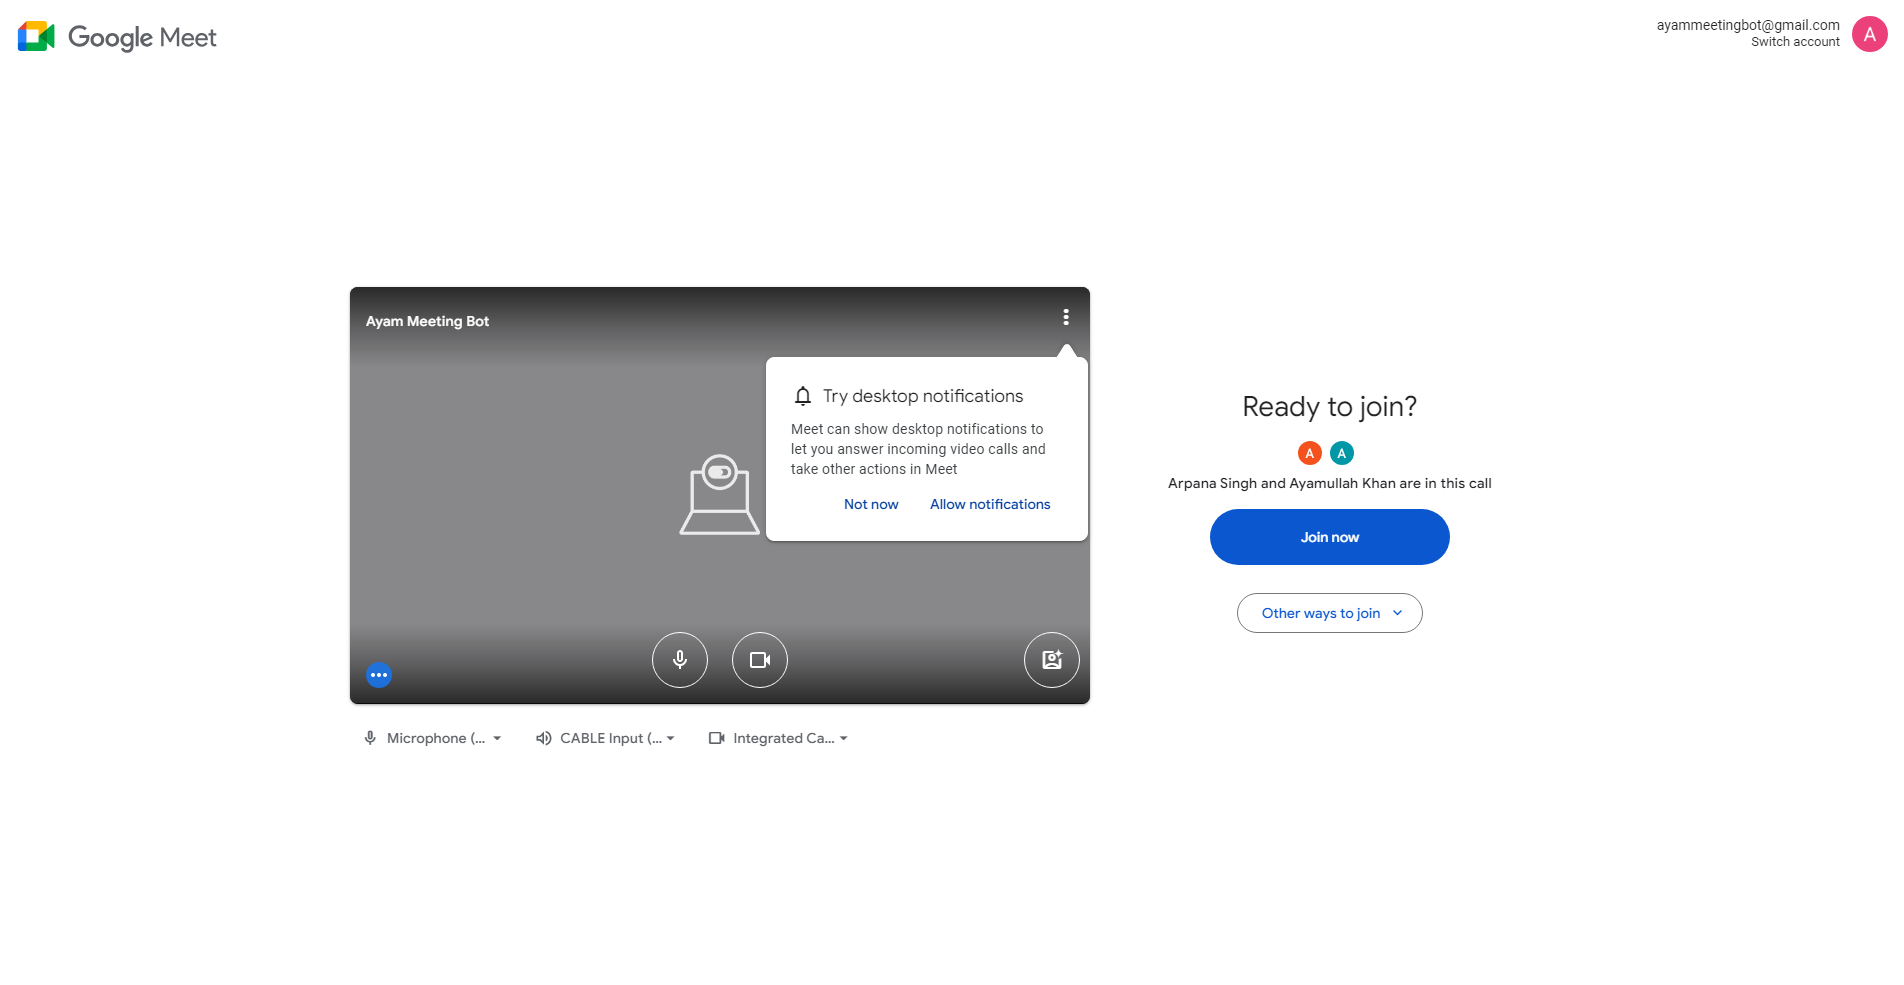 Google Meet
ayammeetingbot@gmail.com
Switch account
A
Ayam Meeting Bot
Try desktop notifications
Meet can show desktop notifications to
let you answer incoming video calls and
take other actions in Meet
Not now
Allow notifications
Microphone (...
CABLE Input (...
Integrated Ca...
Ready to join?
A A
Arpana Singh and Ayamullah Khan are in this call
Join now
Other ways to join